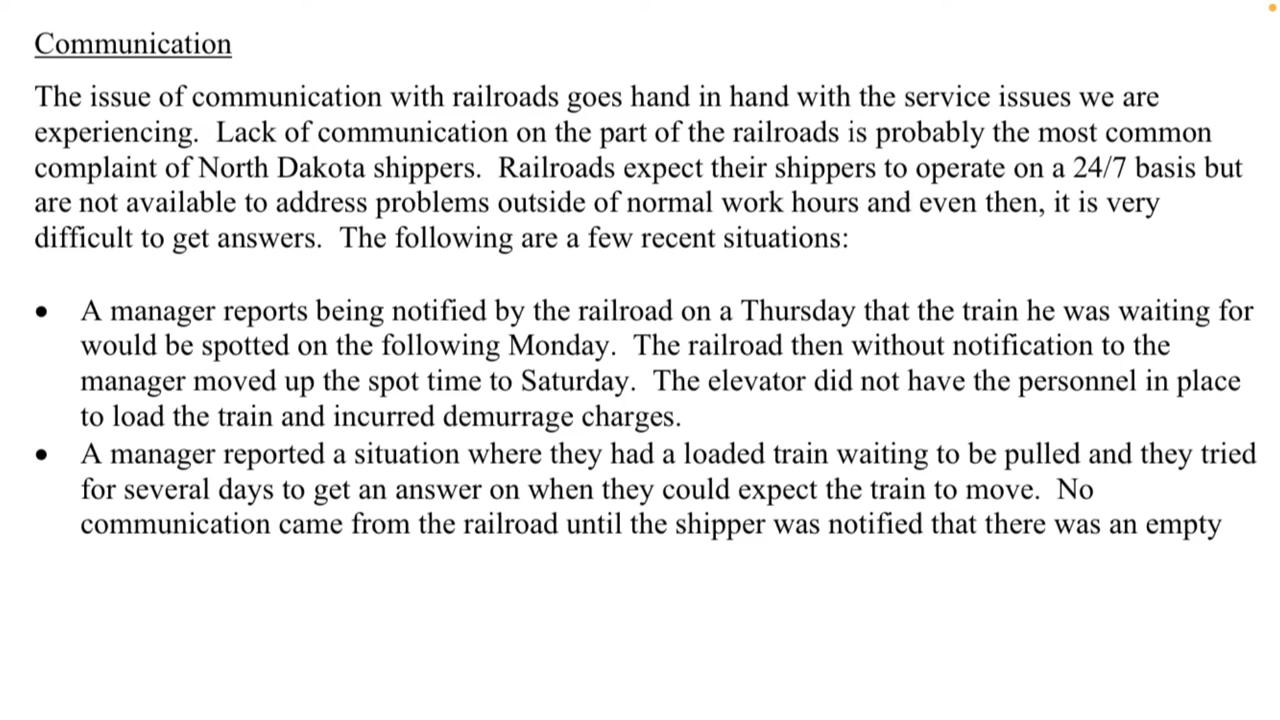 Communication
The issue of communication with railroads goes hand in hand with the service issues we are
experiencing.  Lack of communication on the part of the railroads is probably the most common
complaint of North Dakota shippers.  Railroads expect their shippers to operate on a 24/7 basis but
are not available to address problems outside of normal work hours and even then, it is very
difficult to get answers.  The following are a few recent situations:
• A manager reports being notified by the railroad on a Thursday that the train he was waiting for
would be spotted on the following Monday.  The railroad then without notification to the
manager moved up the spot time to Saturday.  The elevator did not have the personnel in place
to load the train and incurred demurrage charges.
• A manager reported a situation where they had a loaded train waiting to be pulled and they tried
for several days to get an answer on when they could expect the train to move.  No
communication came from the railroad until the shipper was notified that there was an empty